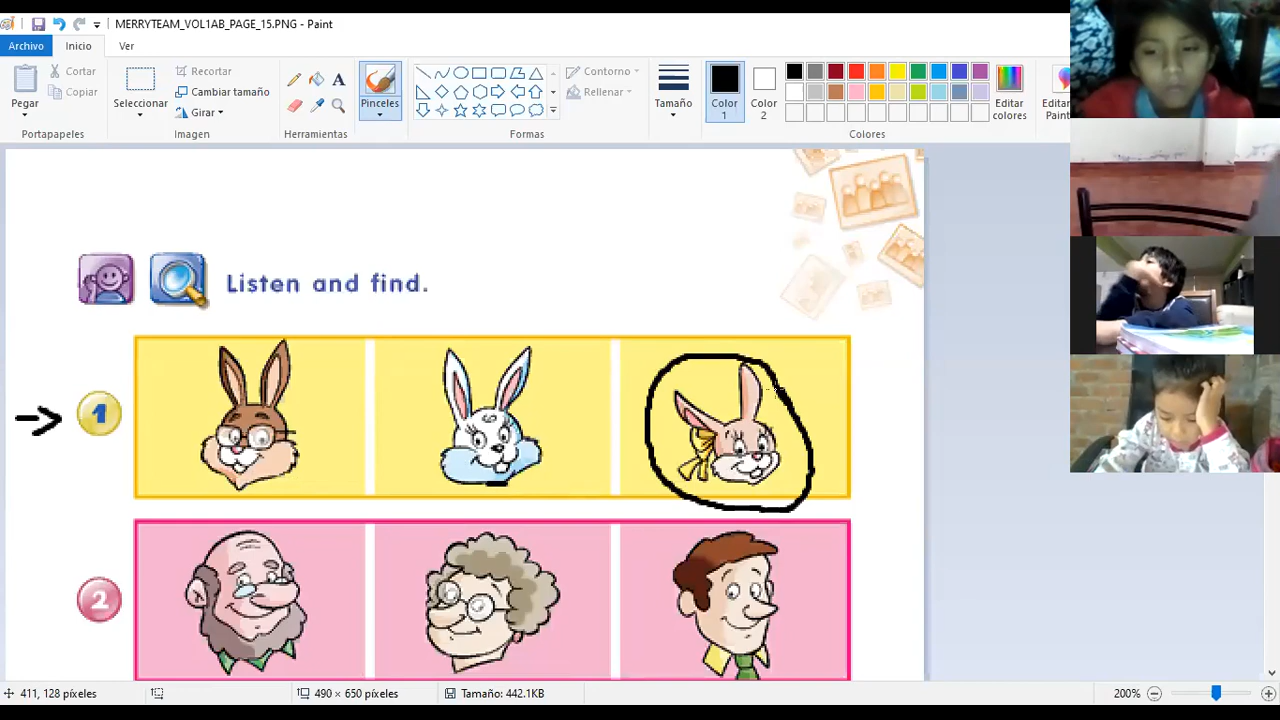 MERRYTEAM_VOL1AB_PAGE_15.PNG - Paint
Archivo Inicio Ver
Pegar
Cortar
Copiar
Portapapeles
Seleccionar
Recortar
Cambiar tamaño
Girar
Imagen
A
Herramientas
Pinceles
Contorno
Rellenar
Formas
Tamaño
Color 1
Color 2
Editar colores
Colores
Editar
Paint
Listen and find.
1
2
411, 128 píxeles
490 × 650 píxeles
Tamaño: 442.1KB
200%